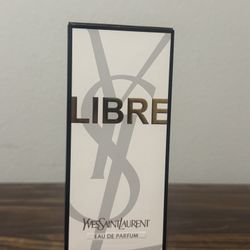 LIBRE
YVESSAINTLAURENT
EAU DE PARFUM